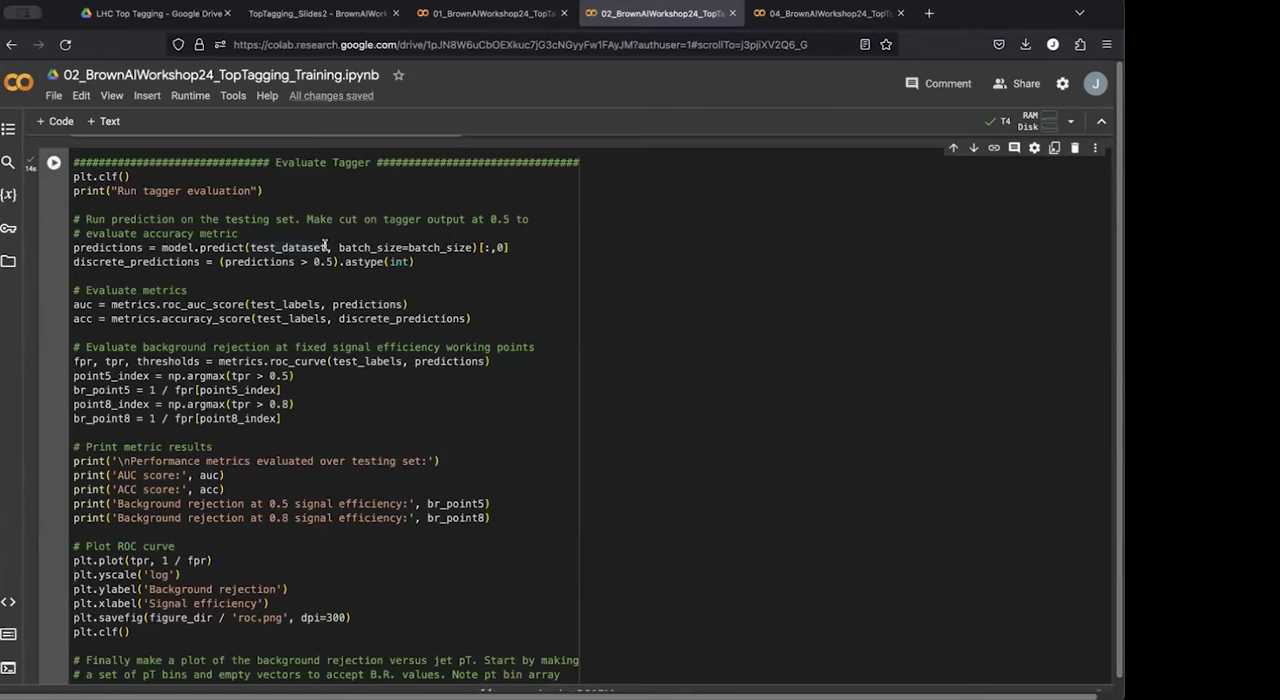 LHC Top Tagging - Google Drive
TopTagging_Slides2 - BrownAIWork
01_BrownAIWorkshop24_TopTa
02_BrownAIWorkshop24_TopTa
04_BrownAIWorkshop24_TopTa
https://colab.research.google.com/drive/1pJN8W6uCbOEXkuc7jG3cNGyyFw1FAyJM?authuser=1#scrollTo=j3pjiXV2Q6_G
02_BrownAIWorkshop24_TopTagging_Training.ipynb
Comment
Share
J
File Edit View Insert Runtime Tools Help All changes saved
+ Code + Text
T4
RAM
Disk
14s
############################### Evaluate Tagger ################################
plt.clf()
print("Run tagger evaluation")
# Run prediction on the testing set. Make cut on tagger output at 0.5 to
# evaluate accuracy metric
predictions = model.predict(test_dataset, batch_size=batch_size)[:,0]
discrete_predictions = (predictions > 0.5).astype(int)
# Evaluate metrics
auc = metrics.roc_auc_score(test_labels, predictions)
acc = metrics.accuracy_score(test_labels, discrete_predictions)
# Evaluate background rejection at fixed signal efficiency working points
fpr, tpr, thresholds = metrics.roc_curve(test_labels, predictions)
point5_index = np.argmax(tpr > 0.5)
br_point5 = 1 / fpr[point5_index]
point8_index = np.argmax(tpr > 0.8)
br_point8 = 1 / fpr[point8_index]
# Print metric results
print('\nPerformance metrics evaluated over testing set:')
print('AUC score:', auc)
print('ACC score:', acc)
print('Background rejection at 0.5 signal efficiency:', br_point5)
print('Background rejection at 0.8 signal efficiency:', br_point8)
# Plot ROC curve
plt.plot(tpr, 1 / fpr)
plt.yscale('log')
plt.ylabel('Background rejection')
plt.xlabel('Signal efficiency')
plt.savefig(figure_dir / 'roc.png', dpi=300)
plt.clf()
# Finally make a plot of the background rejection versus jet pT. Start by making
# a set of pT bins and empty vectors to accept B.R. values. Note pt bin array